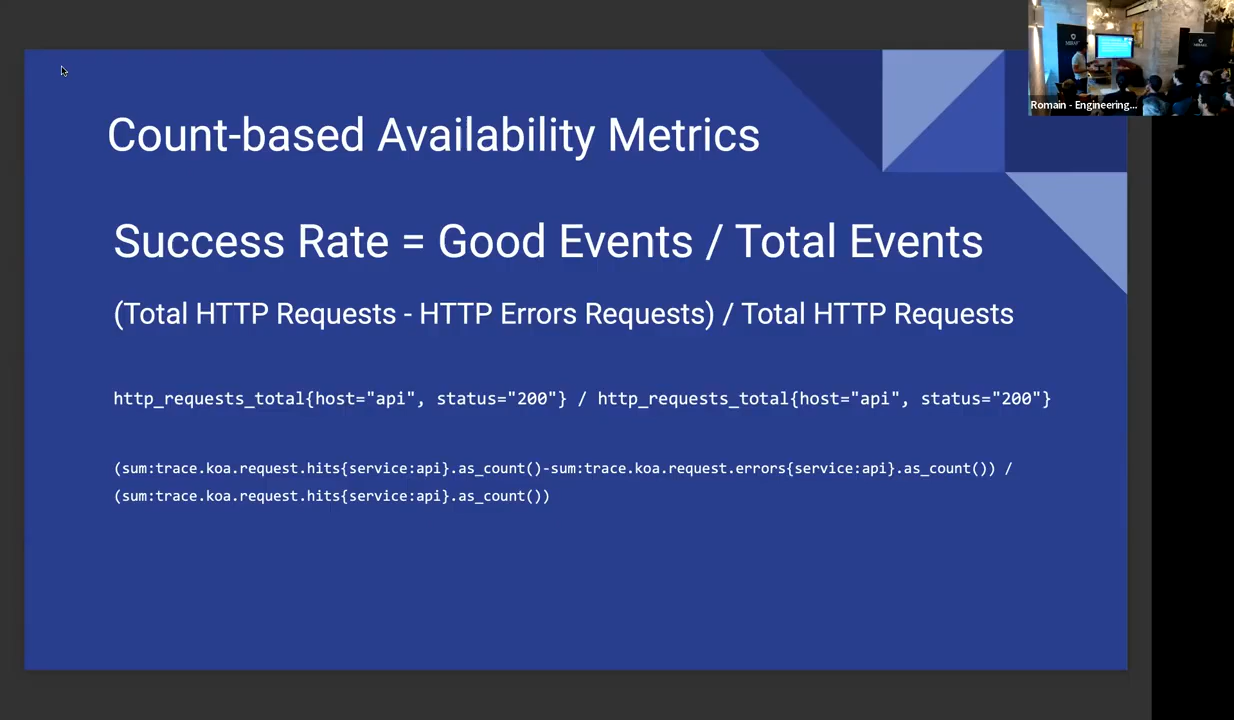 Count-based Availability Metrics
Success Rate = Good Events / Total Events
(Total HTTP Requests - HTTP Errors Requests) / Total HTTP Requests
http_requests_total{host="api", status="200"} / http_requests_total{host="api", status="200"}
(sum:trace.koa.request.hits{service:api}.as_count()-sum:trace.koa.request.errors{service:api}.as_count()) /
(sum:trace.koa.request.hits{service:api}.as_count())
Romain - Engineering...